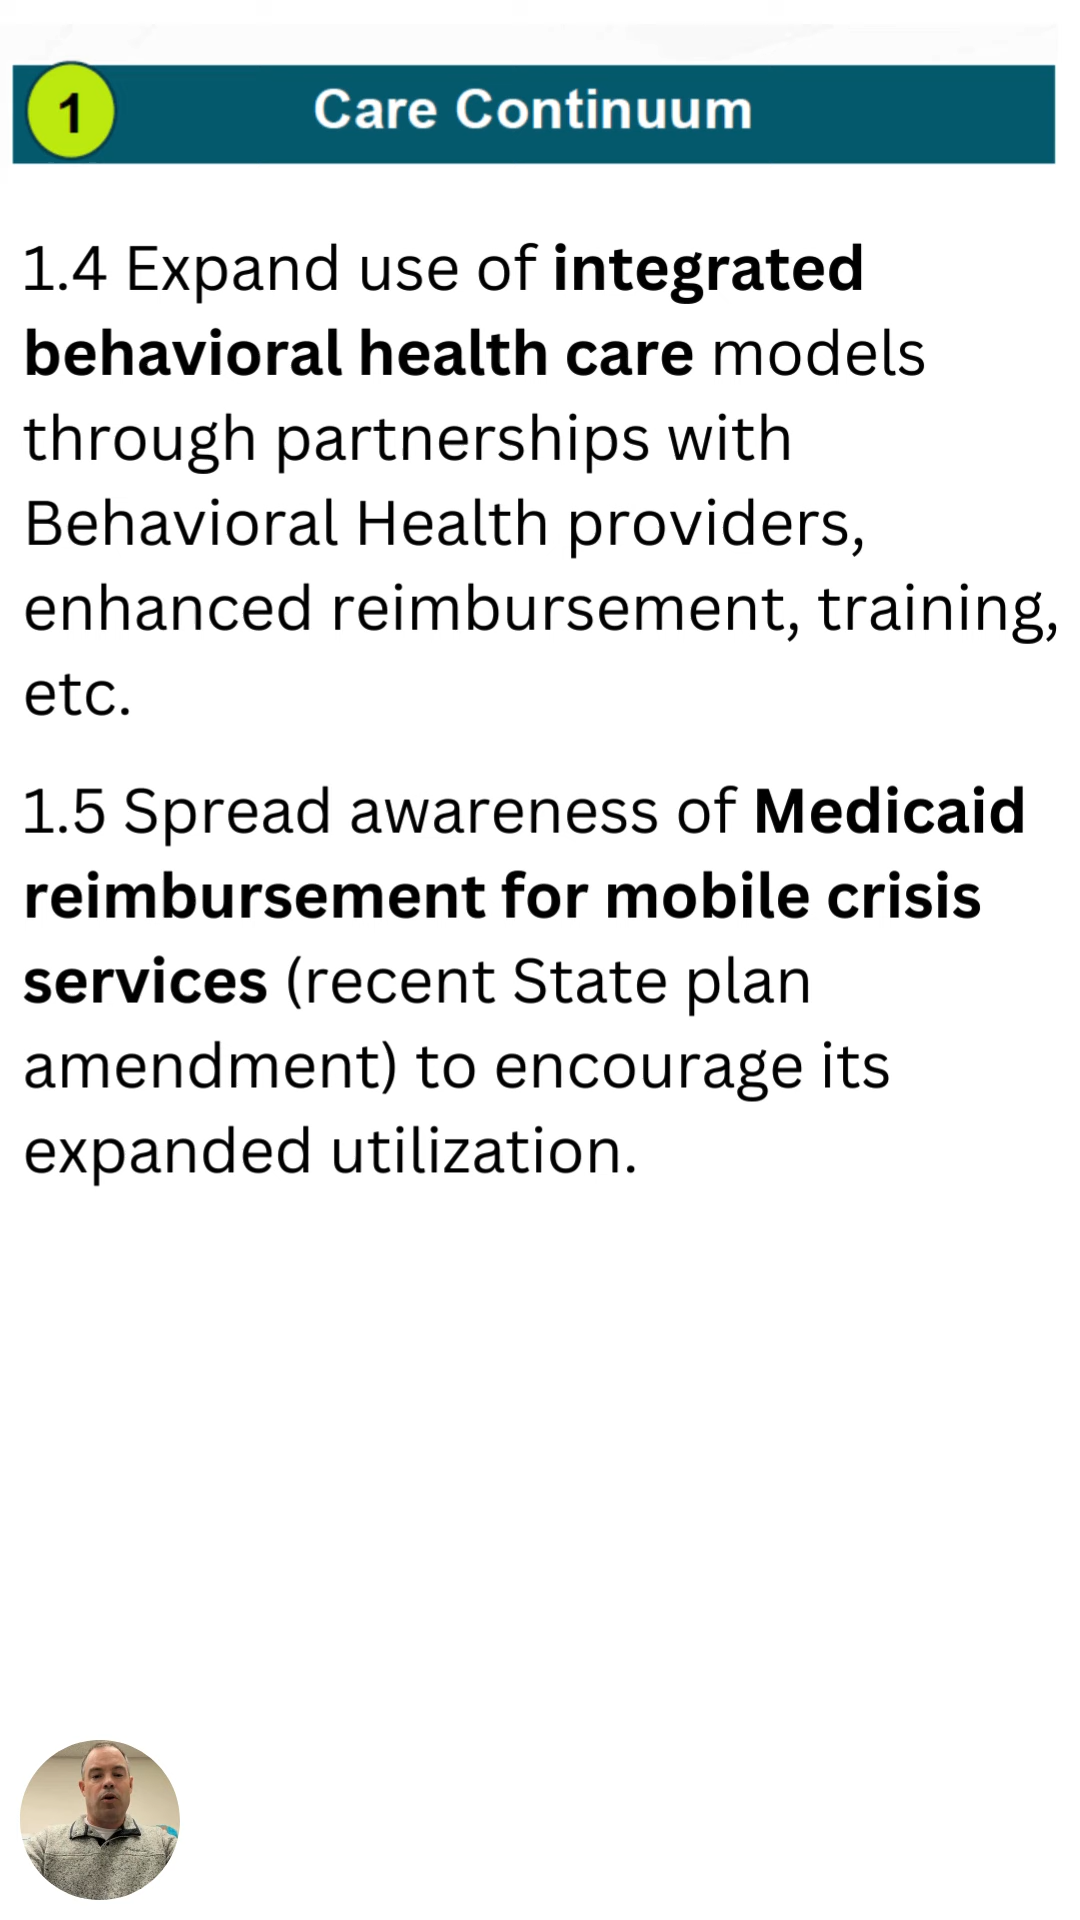 1
Care Continuum
1.4 Expand use of integrated
behavioral health care models
through partnerships with
Behavioral Health providers,
enhanced reimbursement, training,
etc.
1.5 Spread awareness of Medicaid
reimbursement for mobile crisis
services (recent State plan
amendment) to encourage its
expanded utilization.